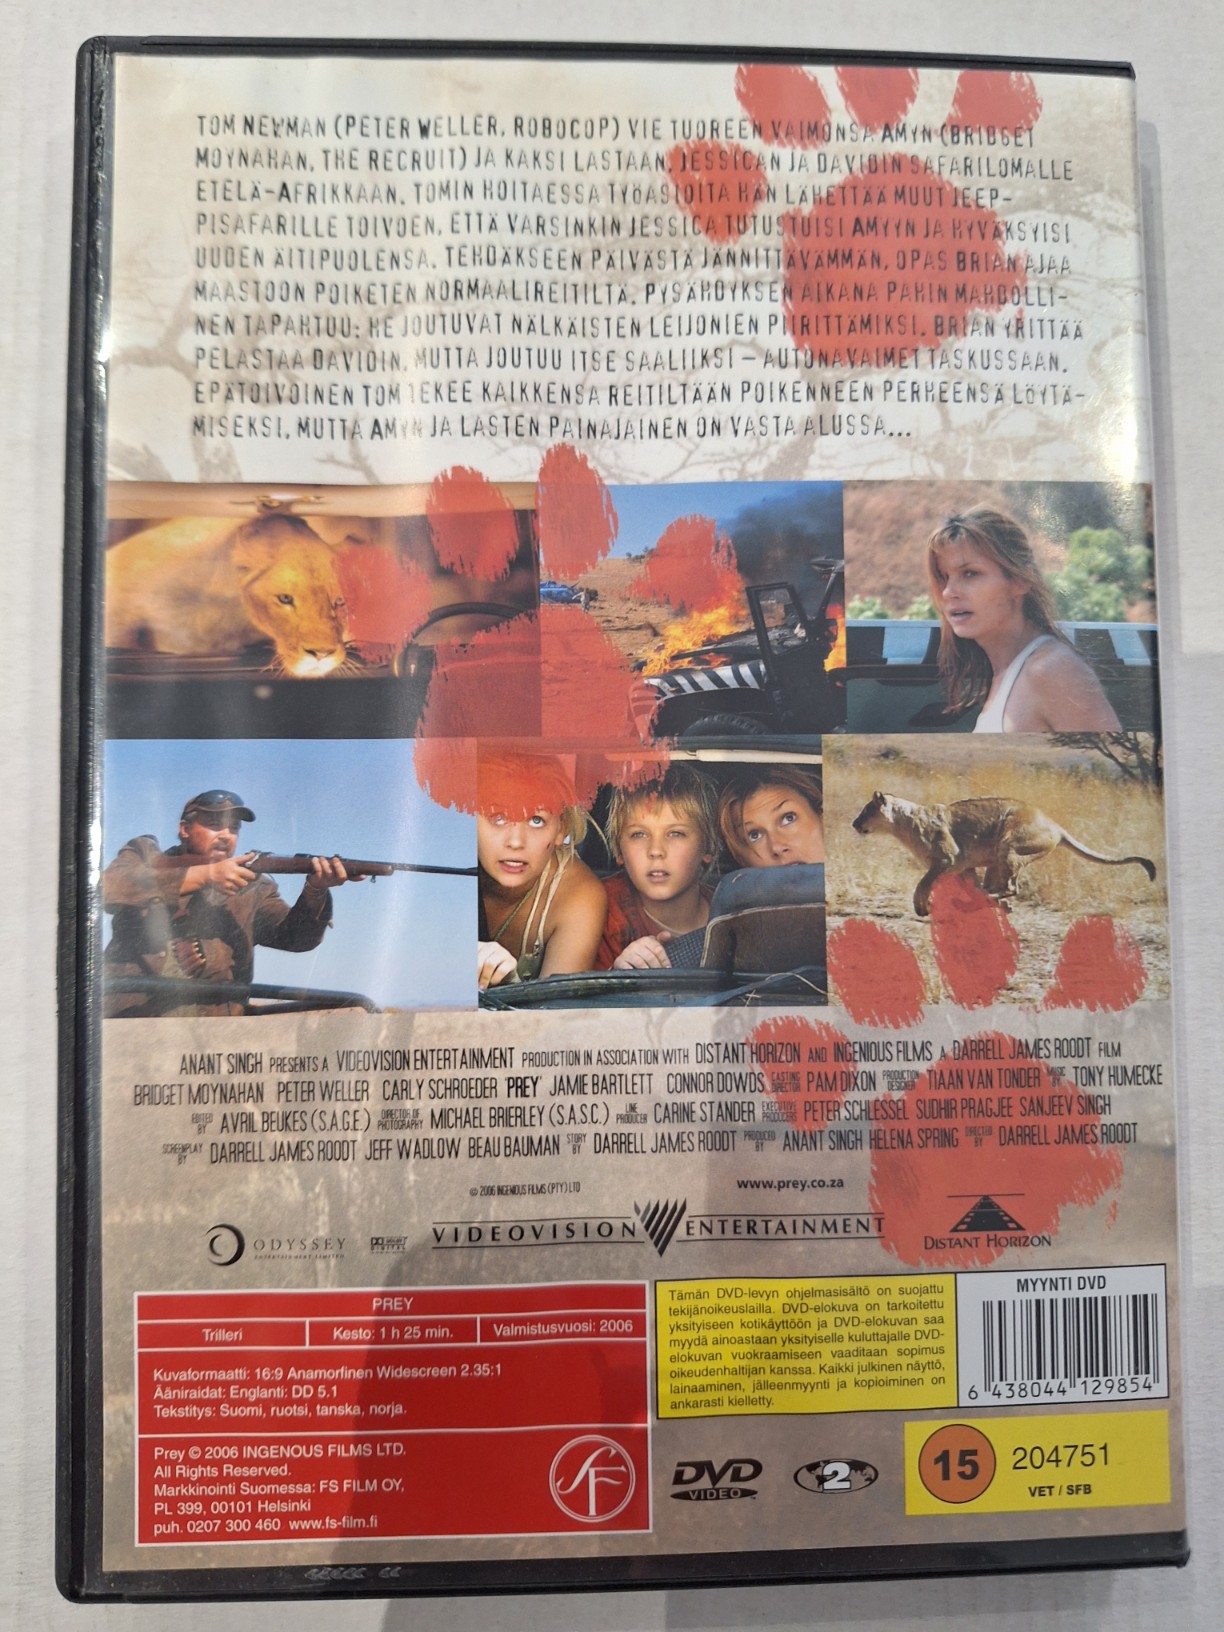 TOM NEWMAN (PETER WELLER, ROBOCOP) VIE TUOREEN VAIMONSA AMYN (BRIDGET
MOYNAHAN, THE RECRUIT) JA KAKSI LASTAAN, JESSICAN JA DAVIDIN SAFARILOMALLE
ETELÄ-AFRIKKAAN. TOMIN HOITAESSA TYÖASIOITA HÄN LÄHETTÄÄ MUUT JEEP-
PISAFARILLE TOIVOEN, ETTÄ VARSINKIN JESSICA TUTUSTUISI AMYYN JA HYVÄKSYISI
UUDEN ÄITIPUOLENSA. TEHDÄKSEEN PÄIVÄSTÄ JÄNNITTÄVÄMMÄN, OPAS BRIAN AJAA
MAASTOON POIKETEN NORMAALIREITILTÄ. PYSÄHDYKSEN AIKANA PAHIN MAHDOLLI-
NEN TAPAHTUU: HE JOUTUVAT NÄLKÄISTEN LEIJONIEN PIIRITTÄMIKSI. BRIAN YRITTÄÄ
PELASTAA DAVIDIN, MUTTA JOUTUU ITSE SAALIIKSI – AUTONAVAIMET TASKUSSAAN.
EPÄTOIVOINEN TOM TEKEE KAIKKENSA REITILTÄÄN POIKENNEEN PERHEENSÄ LÖYTÄ-
MISEKSI, MUTTA AMYN JA LASTEN PAINAJAINEN ON VASTA ALUSSA...
ANANT SINGH PRESENTS A VIDEOVISION ENTERTAINMENT PRODUCTION IN ASSOCIATION WITH DISTANT HORIZON AND INGENIOUS FILMS A DARRELL JAMES ROODT FILM
BRIDGET MOYNAHAN PETER WELLER CARLY SCHROEDER 'PREY' JAMIE BARTLETT CONNOR DOWDS CASTING DIRECTOR PAM DIXON PRODUCTION DESIGNER TIAAN VAN TONDER MUSIC BY TONY HUMECKE
EDITED BY AVRIL BEUKES (S.A.G.E.) DIRECTOR OF PHOTOGRAPHY MICHAEL BRIERLEY (S.A.S.C.) LINE PRODUCER CARINE STANDER EXECUTIVE PRODUCERS PETER SCHLESSEL SUDHIR PRAGJEE SANJEEV SINGH
SCREENPLAY BY DARRELL JAMES ROODT JEFF WADLOW BEAU BAUMAN STORY BY DARRELL JAMES ROODT PRODUCED BY ANANT SINGH HELENA SPRING DIRECTED BY DARRELL JAMES ROODT
© 2006 INGENIOUS FILMS (PTY) LTD
www.prey.co.za
ODYSSEY
ENTERTAINMENT LIMITED
DOLBY
DIGITAL
VIDEOVISION ENTERTAINMENT
DISTANT HORIZON
PREY
Trilleri
Kesto: 1 h 25 min.
Valmistusvuosi: 2006
Kuvaformaatti: 16:9 Anamorfinen Widescreen 2.35:1
Ääniraidat: Englanti: DD 5.1
Tekstitys: Suomi, ruotsi, tanska, norja.
Prey © 2006 INGENOUS FILMS LTD.
All Rights Reserved.
Markkinointi Suomessa: FS FILM OY,
PL 399, 00101 Helsinki
puh. 0207 300 460 www.fs-film.fi
SF
Tämän DVD-levyn ohjelmasisältö on suojattu
tekijänoikeuslailla. DVD-elokuva on tarkoitettu
yksityiseen kotikäyttöön ja DVD-elokuvan saa
myydä ainoastaan yksityiselle kuluttajalle DVD-
elokuvan vuokraamiseen vaaditaan sopimus
oikeudenhaltijan kanssa. Kaikki julkinen näyttö,
lainaaminen, jälleenmyynti ja kopioiminen on
ankarasti kielletty.
MYYNTI DVD
6 438044 129854
DVD
VIDEO
2
15
204751
VET / SFB